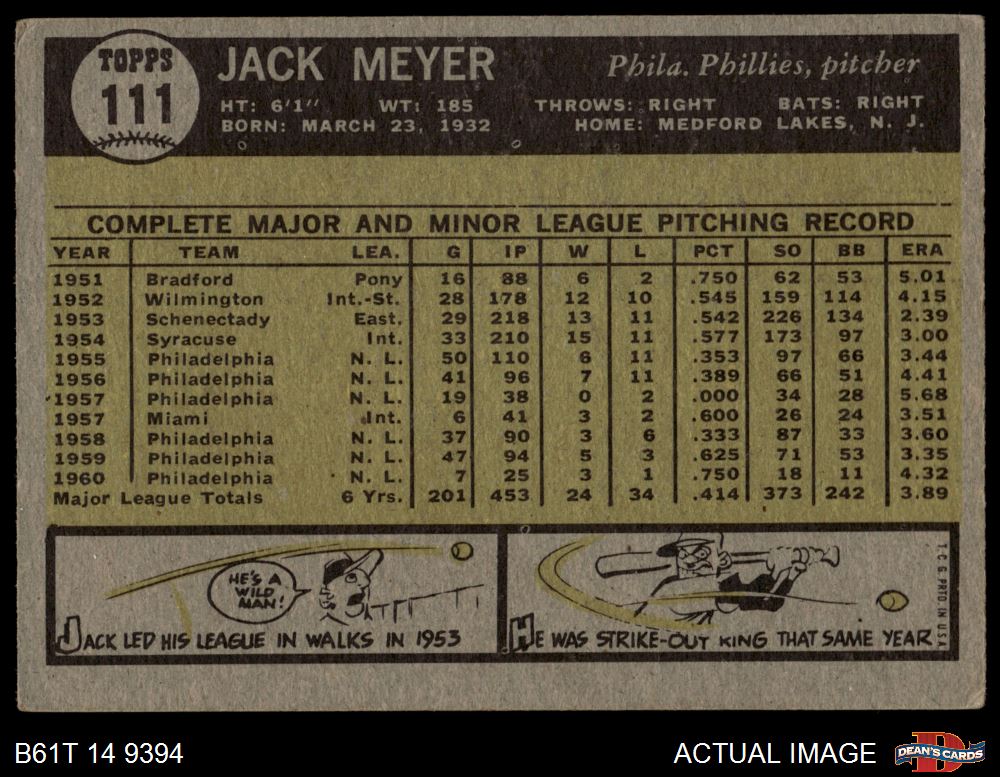 TOPPS
111
JACK MEYER
Phila. Phillies, pitcher
HT: 6'1" WT: 185 THROWS: RIGHT BATS: RIGHT
BORN: MARCH 23, 1932 HOME: MEDFORD LAKES, N. J.
COMPLETE MAJOR AND MINOR LEAGUE PITCHING RECORD
YEAR TEAM LEA. G IP W L PCT SO BB ERA
1951 Bradford Pony 16 88 6 2 .750 62 53 5.01
1952 Wilmington Int.-St. 28 178 12 10 .545 159 114 4.15
1953 Schenectady East. 29 218 13 11 .542 226 134 2.39
1954 Syracuse Int. 33 210 15 11 .577 173 97 3.00
1955 Philadelphia N. L. 50 110 6 11 .353 97 66 3.44
1956 Philadelphia N. L. 41 96 7 11 .389 66 51 4.41
1957 Philadelphia N. L. 19 38 0 2 .000 34 28 5.68
1957 Miami Int. 6 41 3 2 .600 26 24 3.51
1958 Philadelphia N. L. 37 90 3 6 .333 87 33 3.60
1959 Philadelphia N. L. 47 94 5 3 .625 71 53 3.35
1960 Philadelphia N. L. 7 25 3 1 .750 18 11 4.32
Major League Totals 6 Yrs. 201 453 24 34 .414 373 242 3.89
HE'S A
WILD
MAN!
JACK LED HIS LEAGUE IN WALKS IN 1953
HE WAS STRIKE-OUT KING THAT SAME YEAR
T. C. G. PRTD IN U.S.A.
B61T 14 9394
ACTUAL IMAGE
D
DEAN'S CARDS